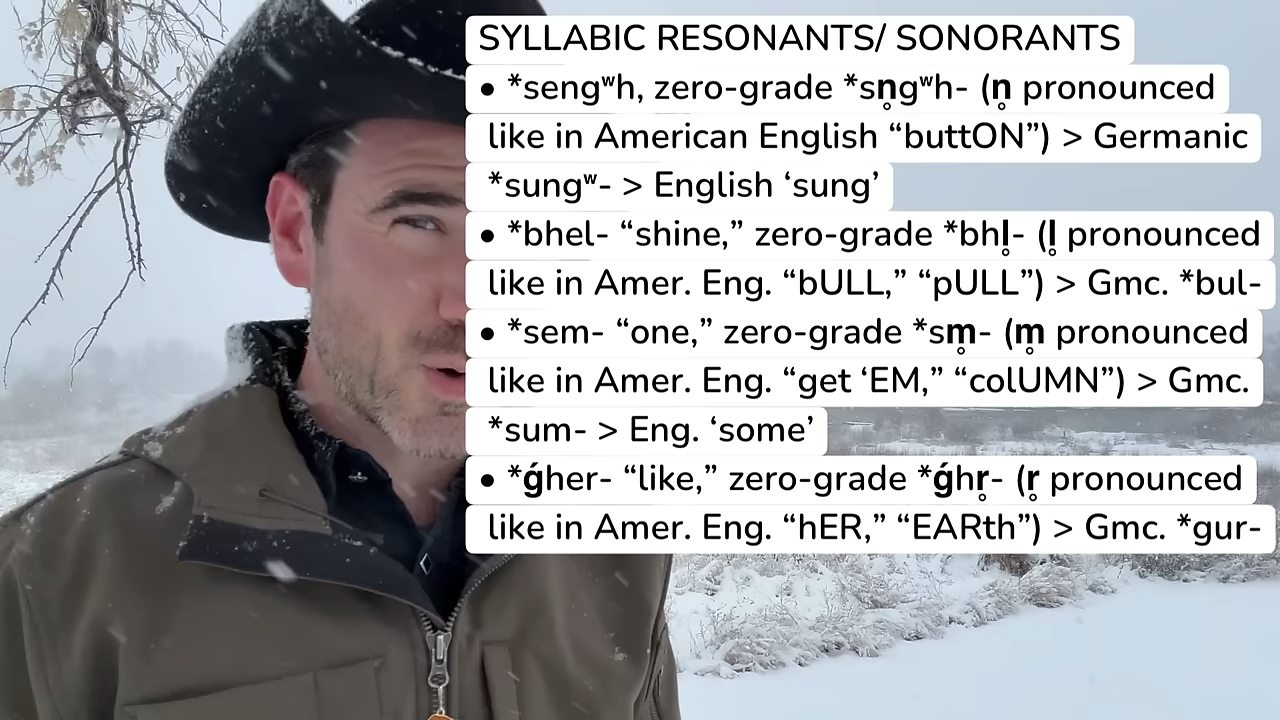 SYLLABIC RESONANTS/ SONORANTS
• *sengʷh, zero-grade *sn̥gʷh- (n̥ pronounced
like in American English “buttON”) > Germanic
*sungʷ- > English ‘sung’
• *bhel- “shine,” zero-grade *bhl̥- (l̥ pronounced
like in Amer. Eng. “bULL,” “pULL”) > Gmc. *bul-
• *sem- “one,” zero-grade *sm̥- (m̥ pronounced
like in Amer. Eng. “get ‘EM,” “colUMN”) > Gmc.
*sum- > Eng. ‘some’
• *ǵher- “like,” zero-grade *ǵhr̥- (r̥ pronounced
like in Amer. Eng. “hER,” “EARth”) > Gmc. *gur-